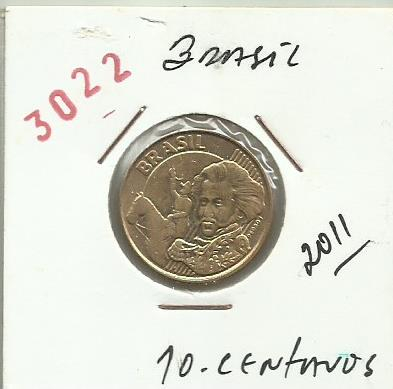 3022
Brasil
BRASIL
2011
10. CENTAVOS